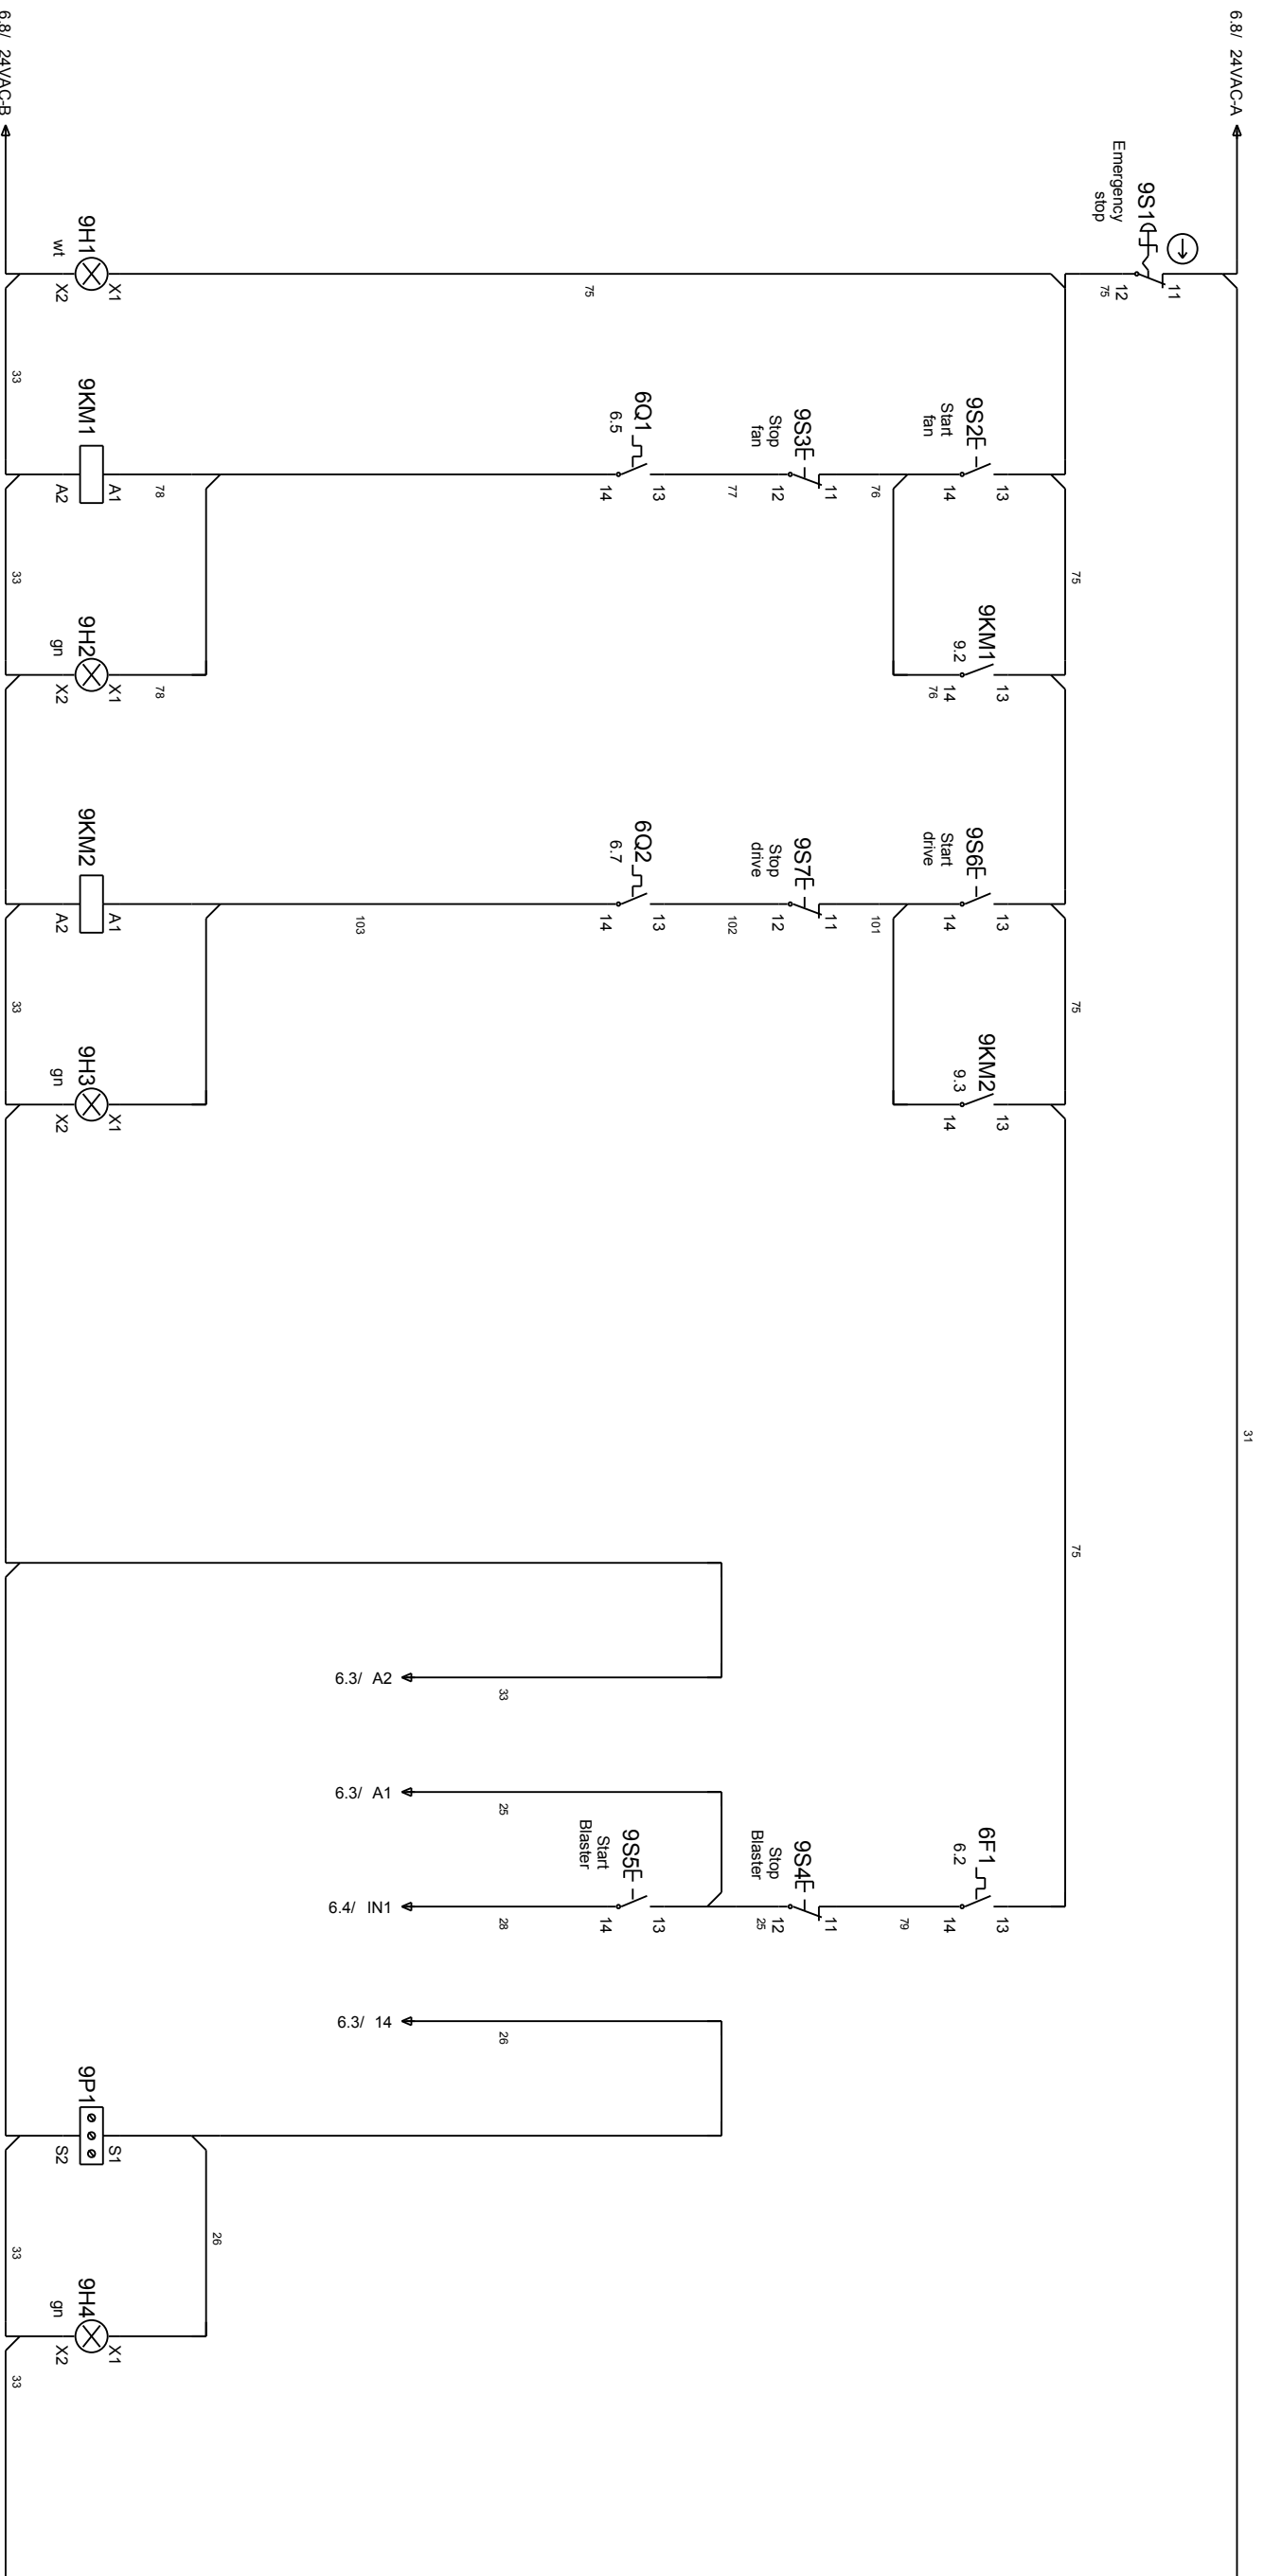 6.8/ 24VAC-A
31
9S1
Emergency
stop
11
12
75
75
75
75
75
9S2
Start
fan
13
14
9KM1
9.2
13
14
76
76
9S3
Stop
fan
11
12
77
6Q1
6.5
13
14
78
78
9S6
Start
drive
13
14
9KM2
9.3
13
14
101
9S7
Stop
drive
11
12
102
6Q2
6.7
13
14
103
6F1
6.2
13
14
79
9S4
Stop
Blaster
11
12
25
9S5
Start
Blaster
13
14
33
25
28
26
6.3/ A2
6.3/ A1
6.4/ IN1
6.3/ 14
26
9H1
wt
X1
X2
9KM1
A1
A2
9H2
gn
X1
X2
9KM2
A1
A2
9H3
gn
X1
X2
9P1
S1
S2
9H4
gn
X1
X2
33
33
33
33
33
6.8/ 24VAC-B